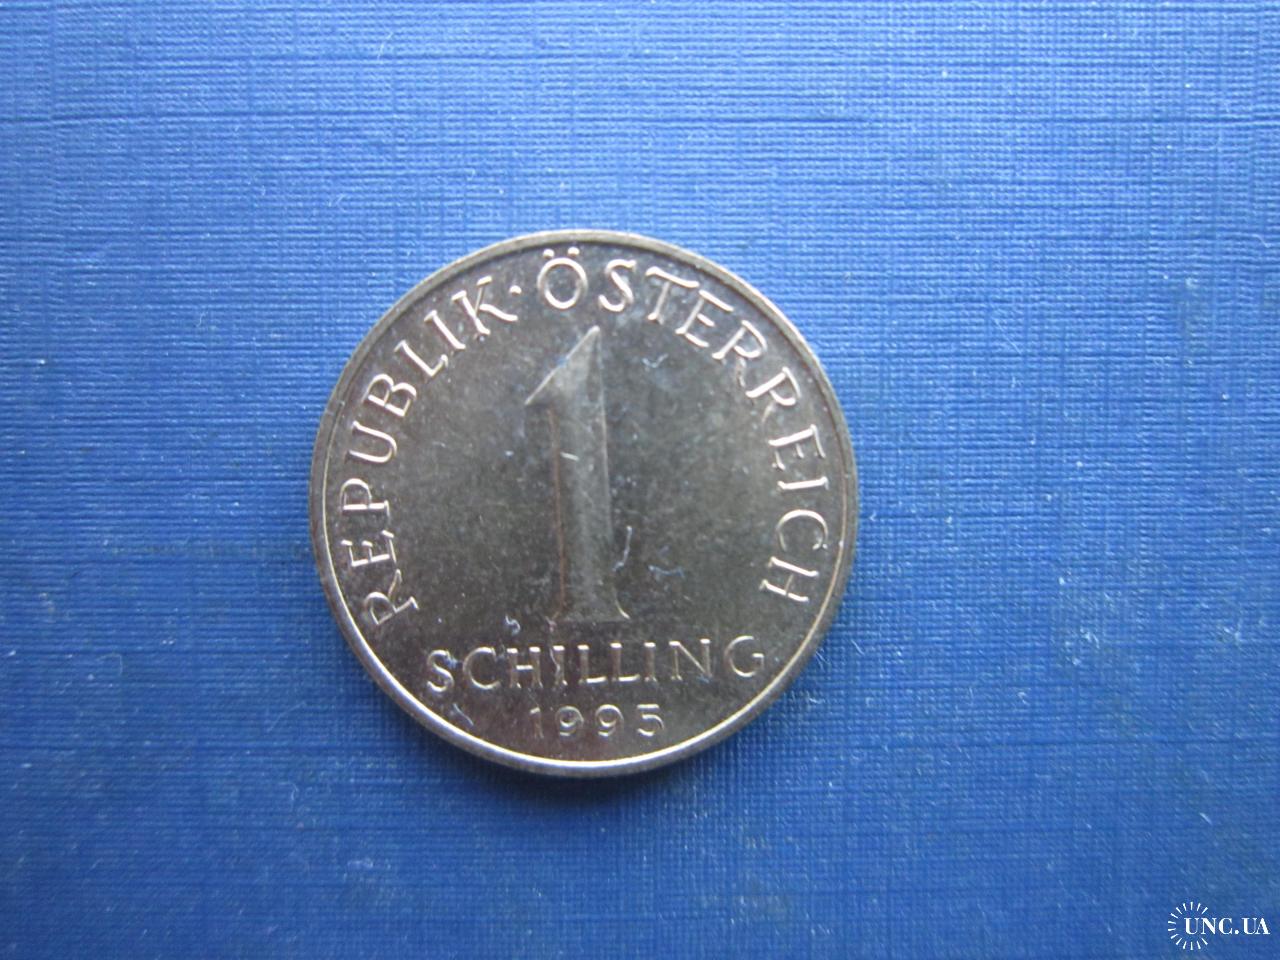 REPUBLIK · ÖSTERREICH
1
SCHILLING
1995
UNC.UA